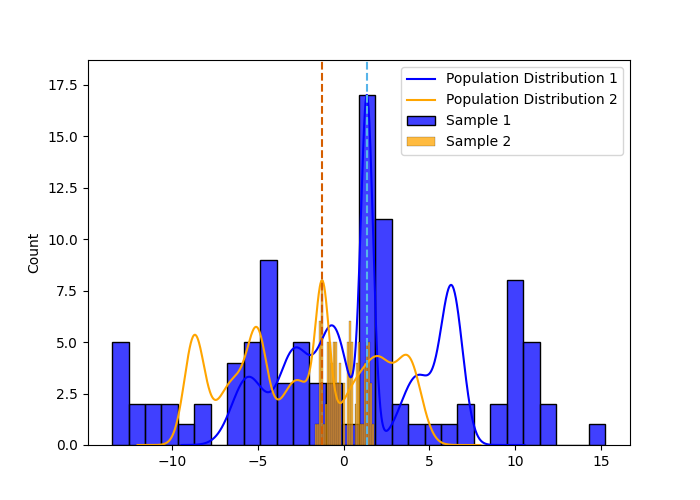 17.5
15.0
12.5
10.0
7.5
5.0
2.5
0.0
Count
Population Distribution 1
Population Distribution 2
Sample 1
Sample 2
−10 −5 0 5 10 15